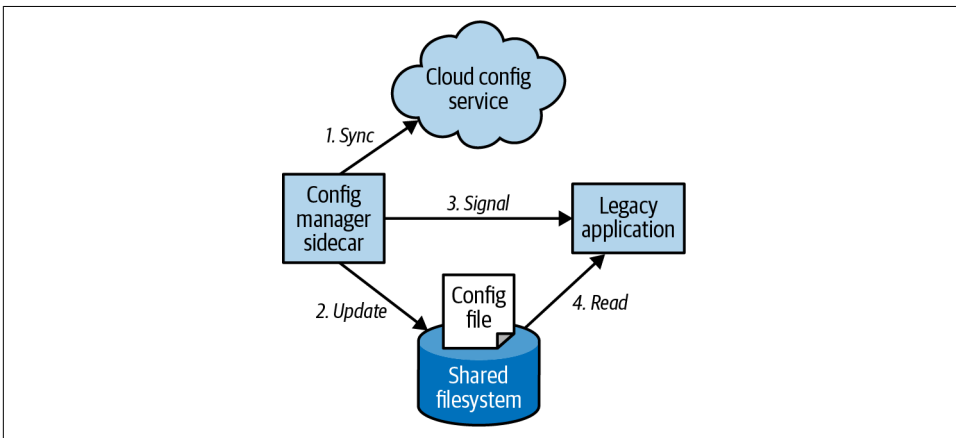 Cloud config
service
1. Sync
Config
manager
sidecar
3. Signal
Legacy
application
2. Update
Config
file
4. Read
Shared
filesystem